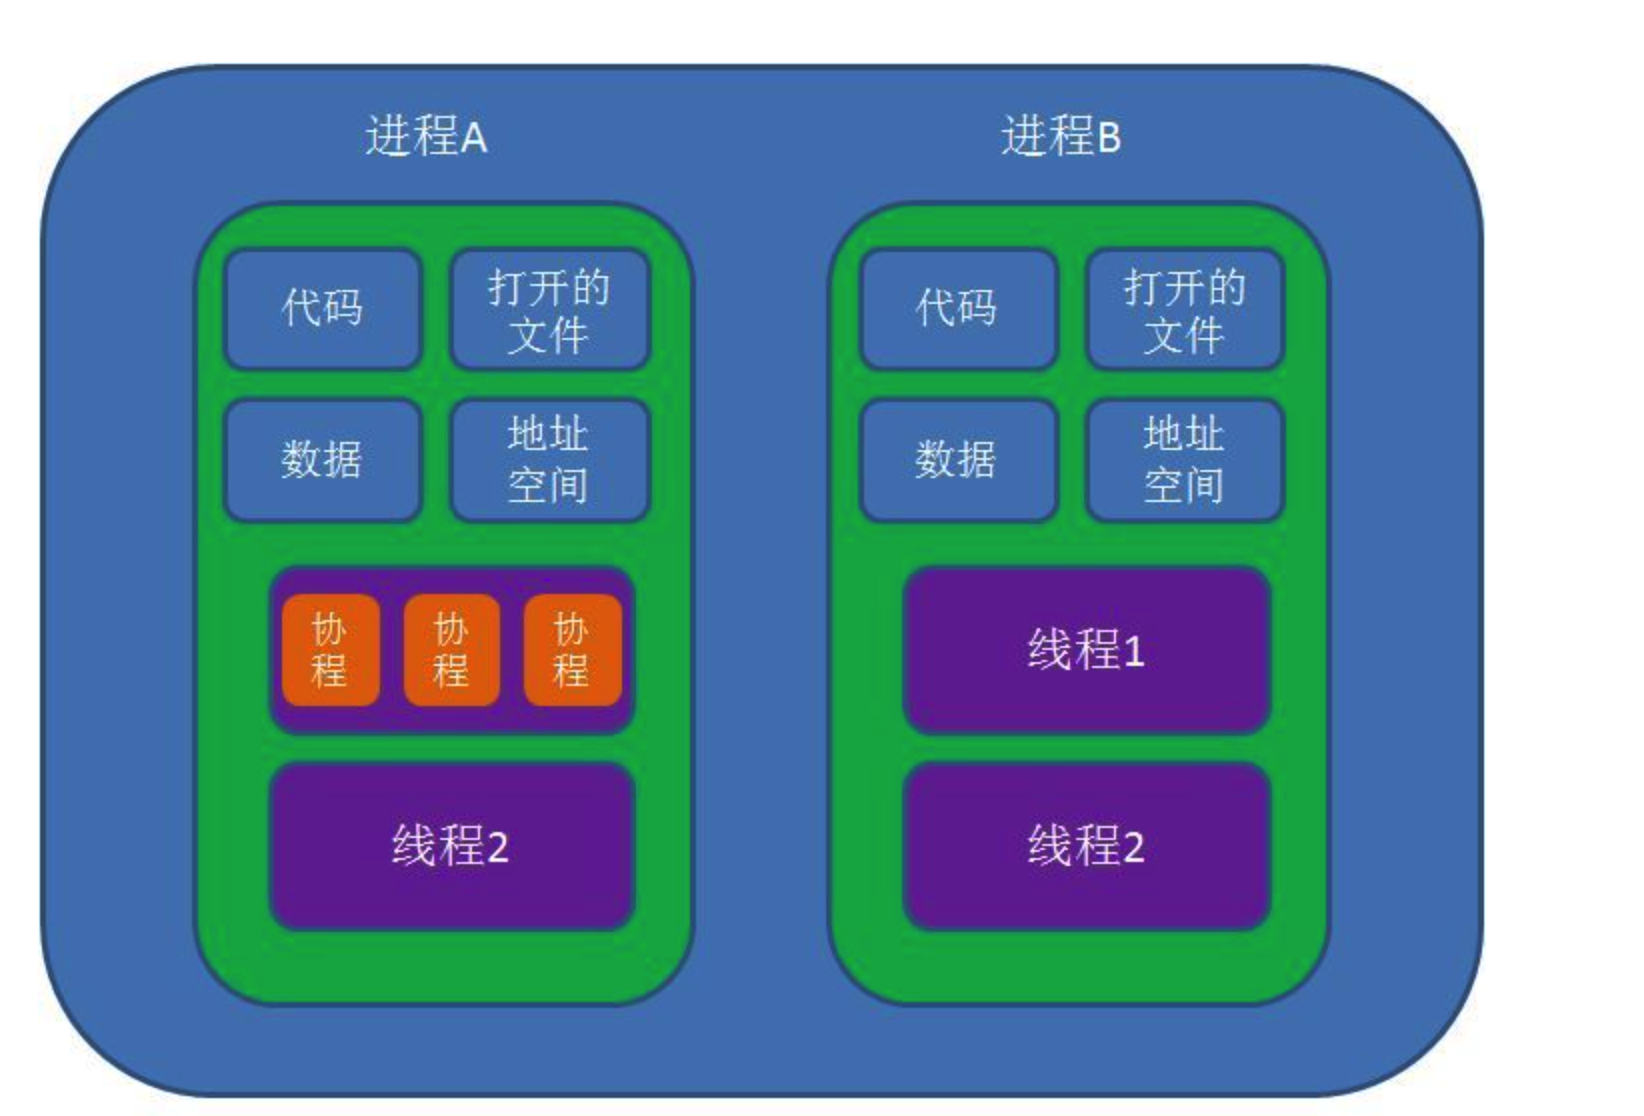 进程A
进程B
代码
打开的
文件
数据
地址
空间
协
程
协
程
协
程
线程2
代码
打开的
文件
数据
地址
空间
线程1
线程2